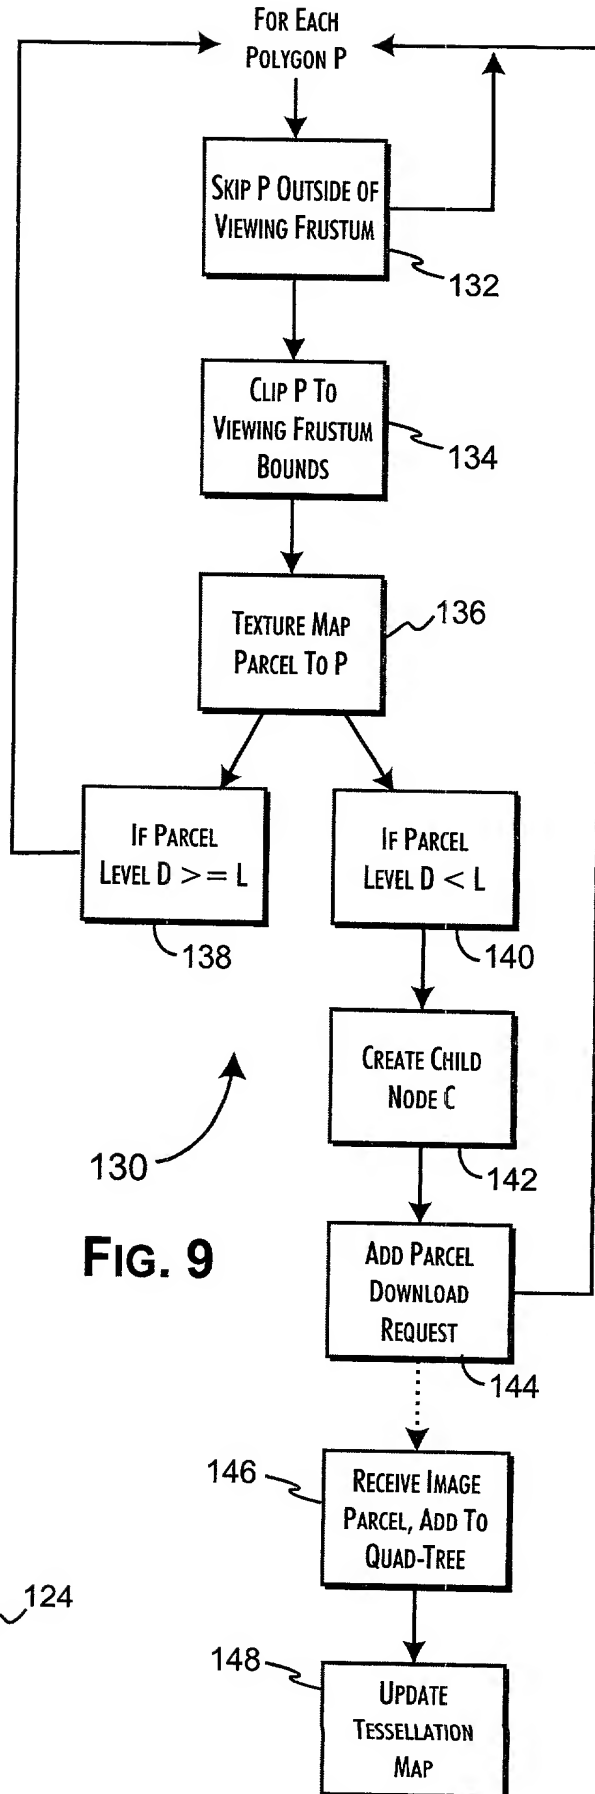 FOR EACH
POLYGON P
SKIP P OUTSIDE OF
VIEWING FRUSTUM
132
CLIP P TO
VIEWING FRUSTUM
BOUNDS
134
TEXTURE MAP
PARCEL TO P
136
IF PARCEL
LEVEL D >= L
138
IF PARCEL
LEVEL D < L
140
CREATE CHILD
NODE C
142
130
FIG. 9
ADD PARCEL
DOWNLOAD
REQUEST
144
146
RECEIVE IMAGE
PARCEL, ADD TO
QUAD-TREE
124
148
UPDATE
TESSELLATION
MAP